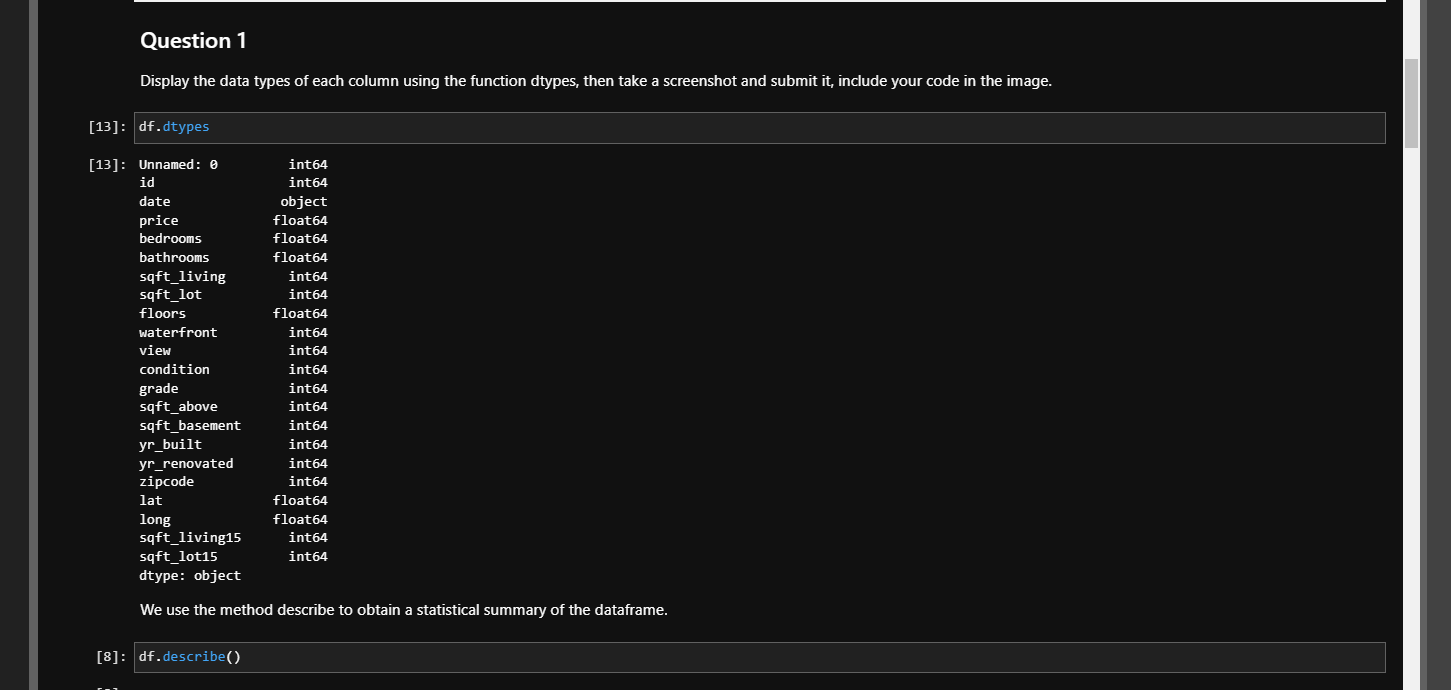 Question 1
Display the data types of each column using the function dtypes, then take a screenshot and submit it, include your code in the image.
[13]: df.dtypes
[13]: Unnamed: 0 int64
id int64
date object
price float64
bedrooms float64
bathrooms float64
sqft_living int64
sqft_lot int64
floors float64
waterfront int64
view int64
condition int64
grade int64
sqft_above int64
sqft_basement int64
yr_built int64
yr_renovated int64
zipcode int64
lat float64
long float64
sqft_living15 int64
sqft_lot15 int64
dtype: object
We use the method describe to obtain a statistical summary of the dataframe.
[8]: df.describe()